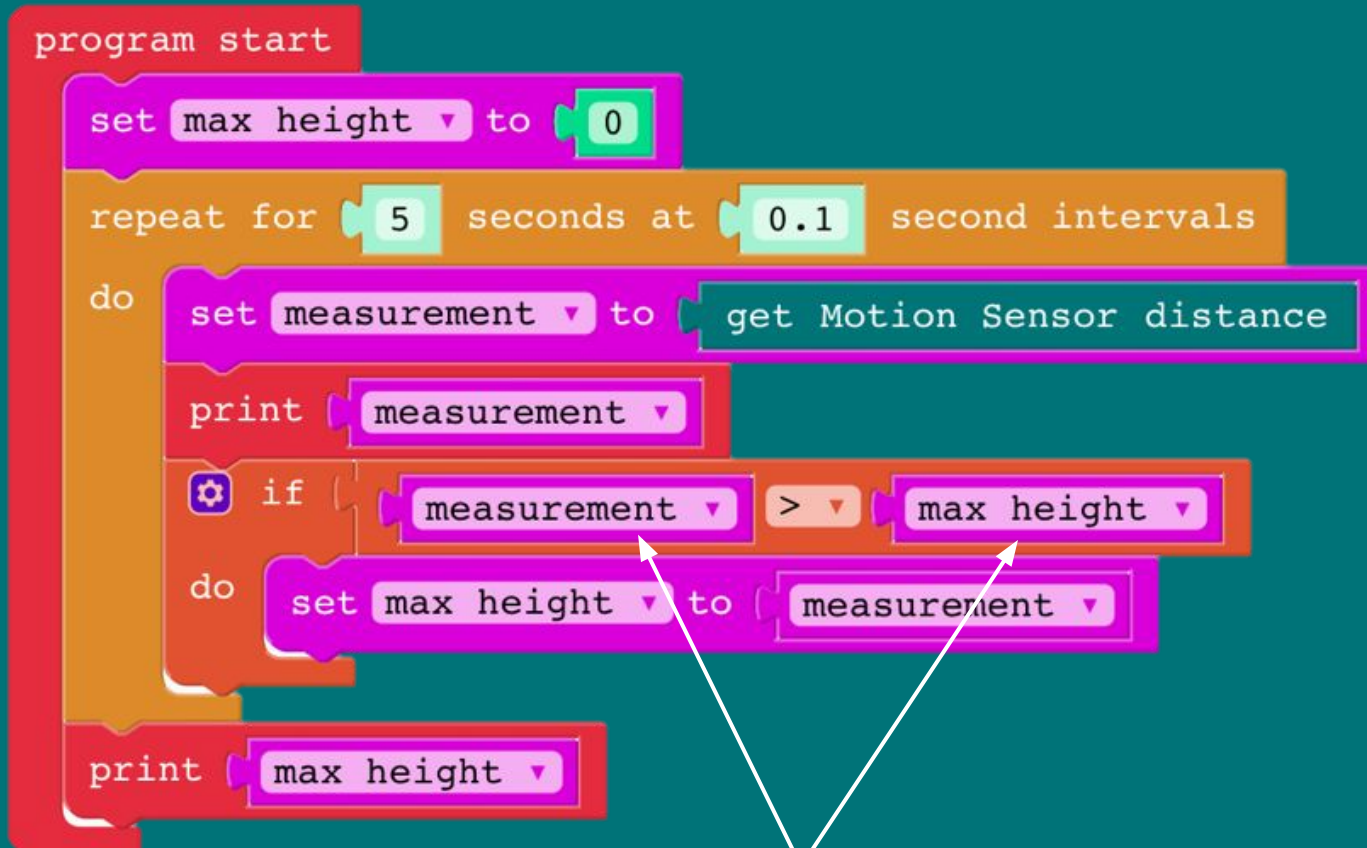 program start
set max height to 0
repeat for 5 seconds at 0.1 second intervals
do
set measurement to get Motion Sensor distance
print measurement
if measurement > max height
do
set max height to measurement
print max height